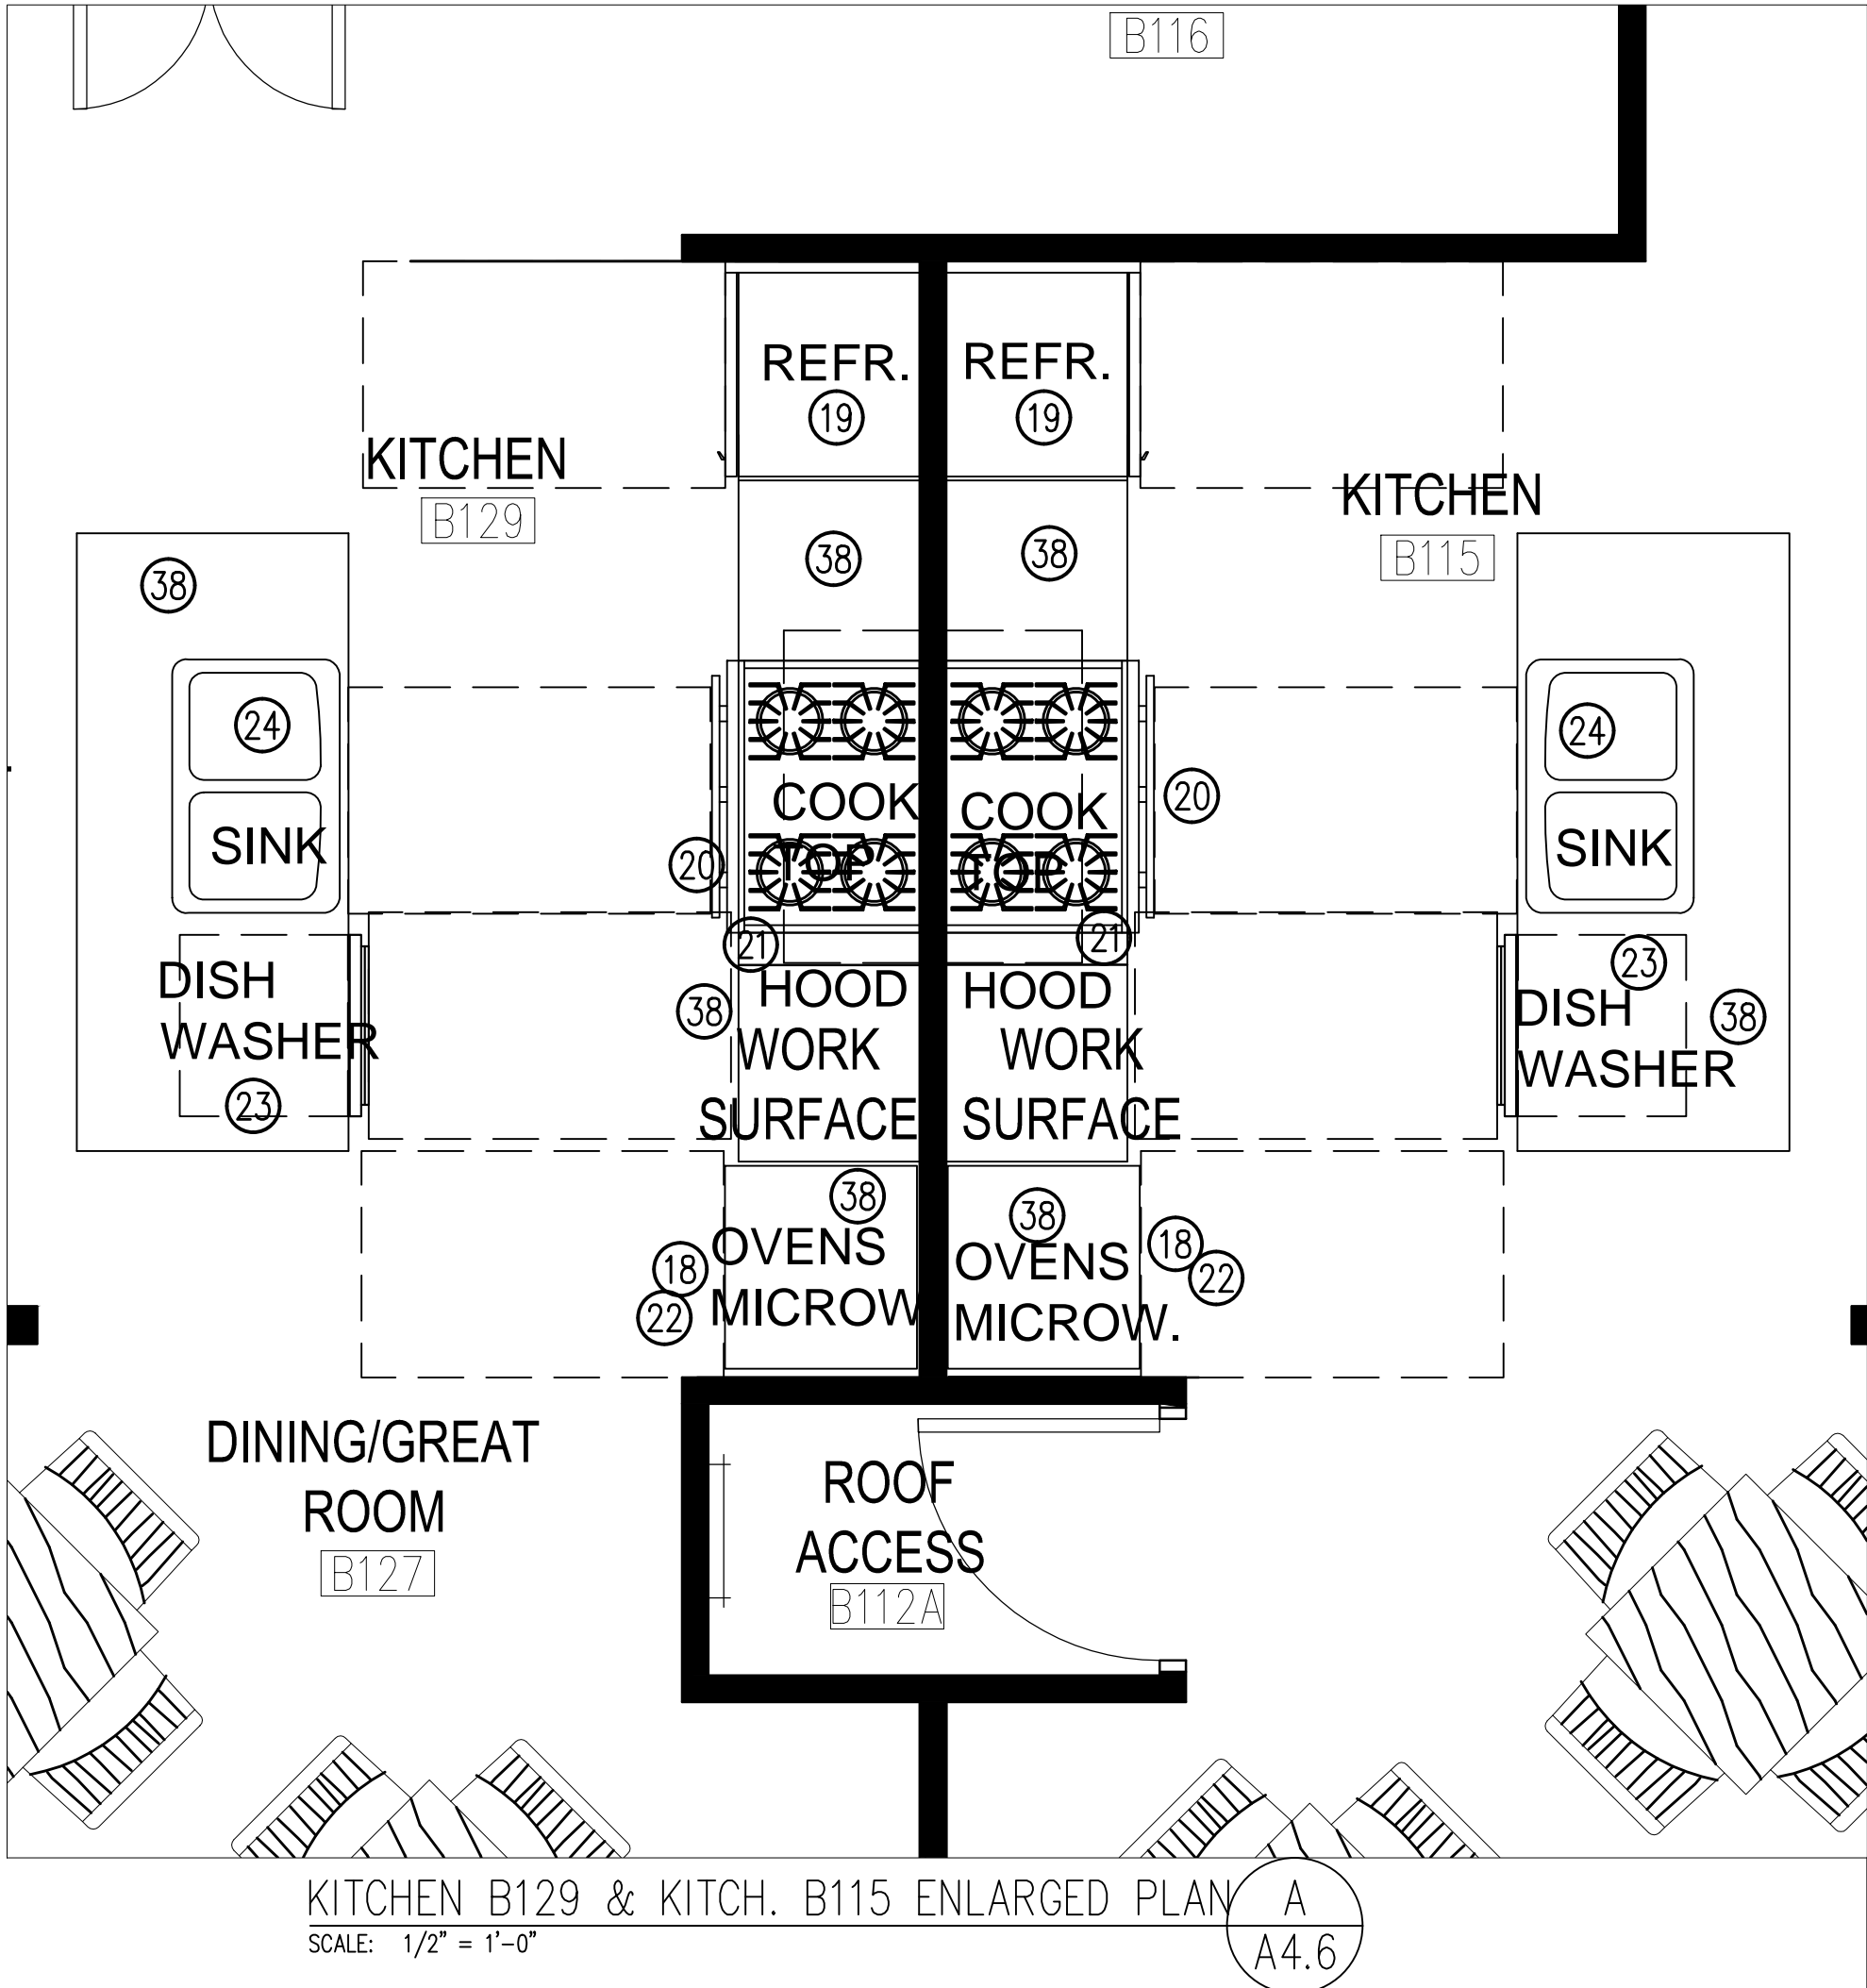 B116
REFR.
REFR.
19
19
KITCHEN
B129
KITCHEN
B115
38
38
38
24
24
COOK
TOP
COOK
TOP
20
20
SINK
SINK
21
21
HOOD
HOOD
23
38
38
DISH
WASHER
23
DISH
WASHER
WORK
SURFACE
WORK
SURFACE
38
38
18
22
OVENS
MICROW
OVENS
MICROW.
18
22
DINING/GREAT
ROOM
B127
ROOF
ACCESS
B112A
KITCHEN B129 & KITCH. B115 ENLARGED PLAN
SCALE: 1/2" = 1'-0"
A
A4.6